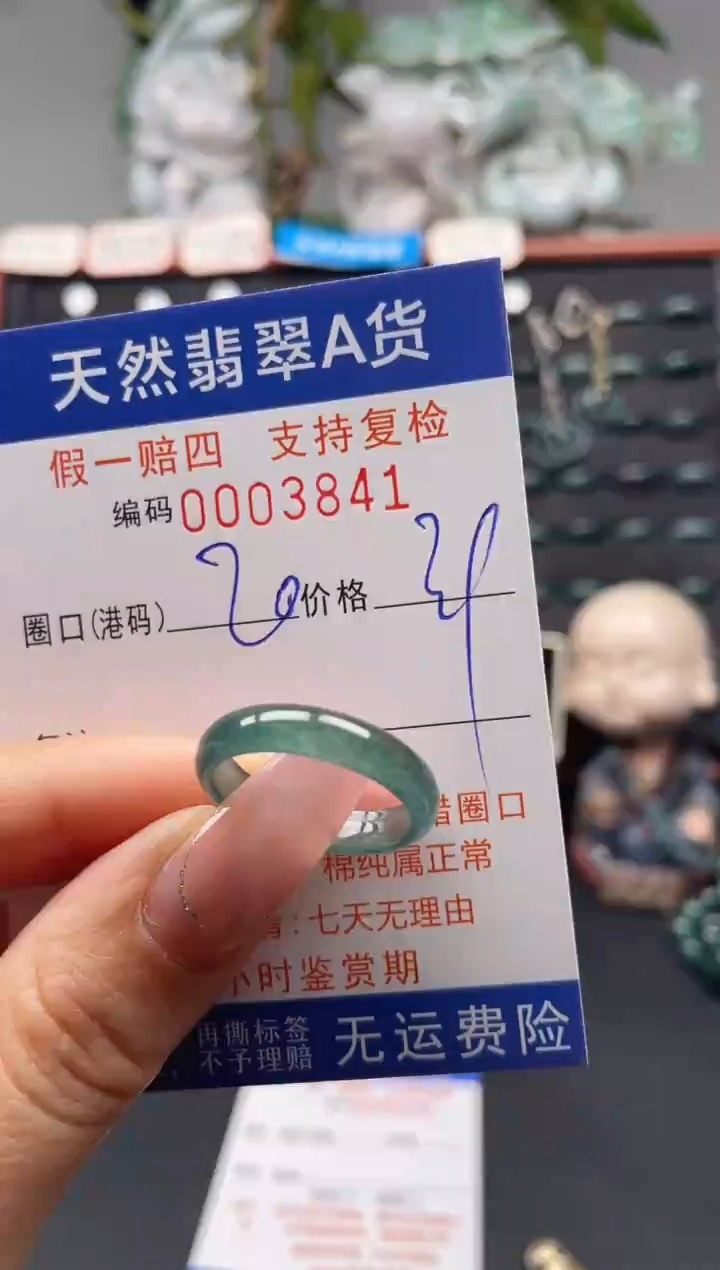 天然翡翠A货
假一赔四 支持复检
编码0003841
圈口(港码) 20 价格
圈口
棉纯属正常
:七天无理由
小时鉴赏期
再撕标签
不予理赔
无运费险